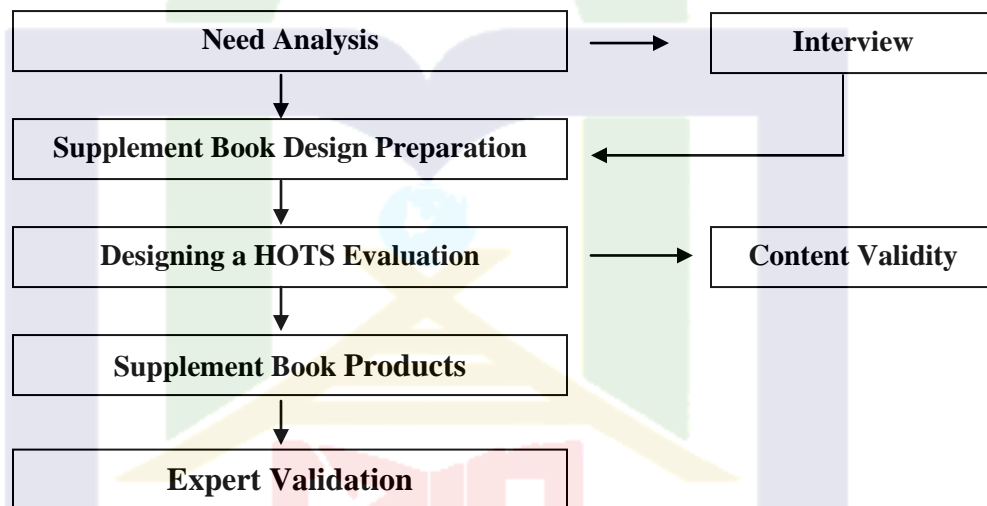 Need Analysis
Interview
Supplement Book Design Preparation
Designing a HOTS Evaluation
Content Validity
Supplement Book Products
Expert Validation